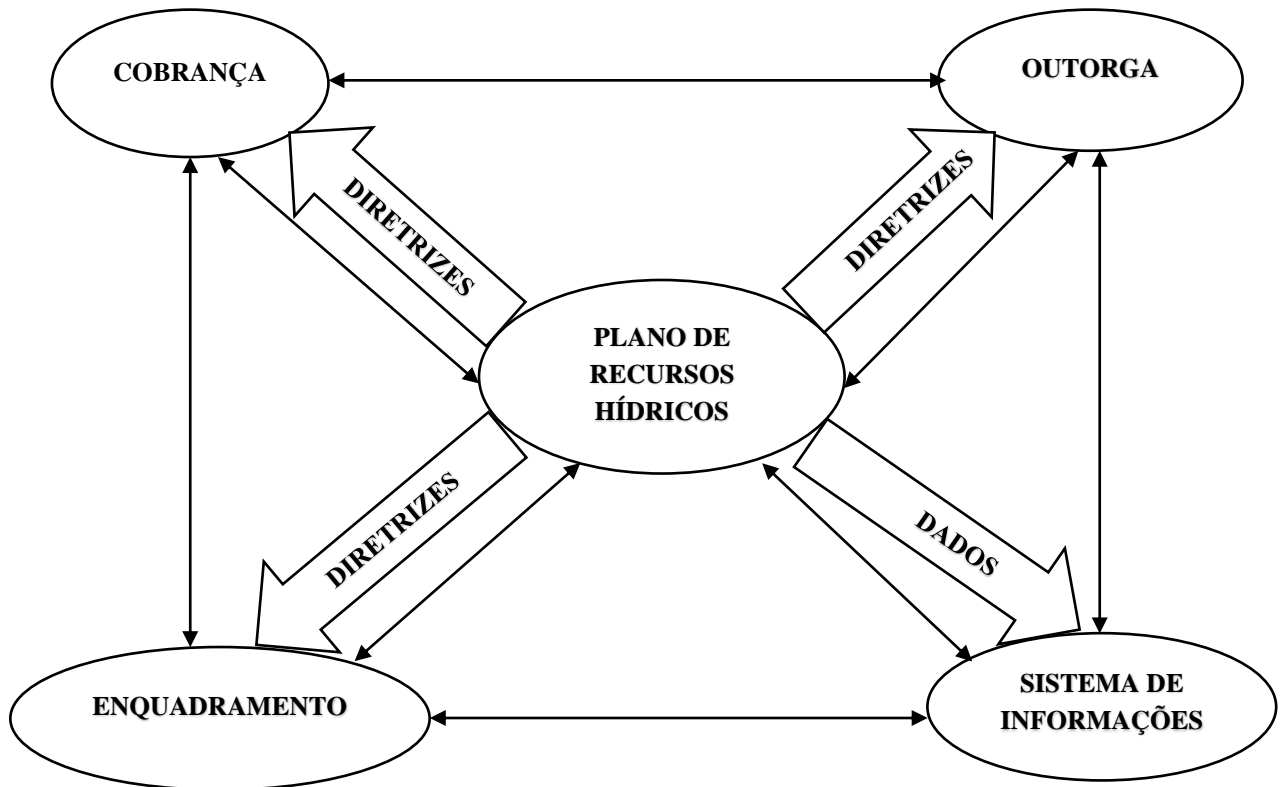 COBRANÇA
OUTORGA
DIRETRIZES
DIRETRIZES
PLANO DE
RECURSOS
HÍDRICOS
DIRETRIZES
DADOS
ENQUADRAMENTO
SISTEMA DE
INFORMAÇÕES